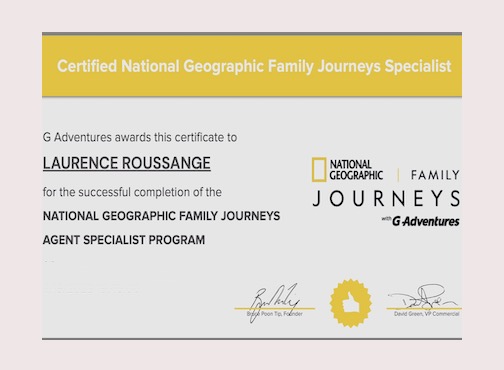 Certified National Geographic Family Journeys Specialist
G Adventures awards this certificate to
LAURENCE ROUSSANGE
for the successful completion of the
NATIONAL GEOGRAPHIC FAMILY JOURNEYS
AGENT SPECIALIST PROGRAM
NATIONAL
GEOGRAPHIC
FAMILY
JOURNEYS
with G Adventures
Bruce Poon Tip, Founder
David Green, VP Commercial